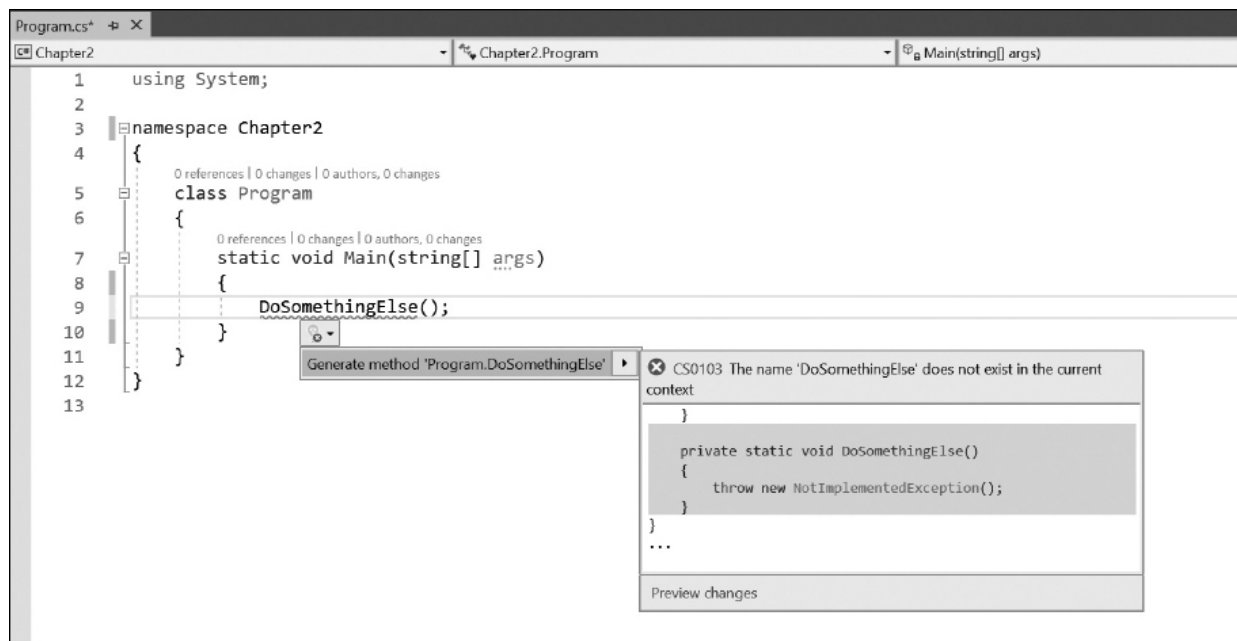 Program.cs*
Chapter2 Chapter2.Program Main(string[] args)
1 using System;
2
3 namespace Chapter2
4 {
0 references | 0 changes | 0 authors, 0 changes
5 class Program
6 {
0 references | 0 changes | 0 authors, 0 changes
7 static void Main(string[] args)
8 {
9 DoSomethingElse();
10 }
11 }
12 }
13
Generate method 'Program.DoSomethingElse'
CS0103 The name 'DoSomethingElse' does not exist in the current
context
}
private static void DoSomethingElse()
{
throw new NotImplementedException();
}
}
...
Preview changes